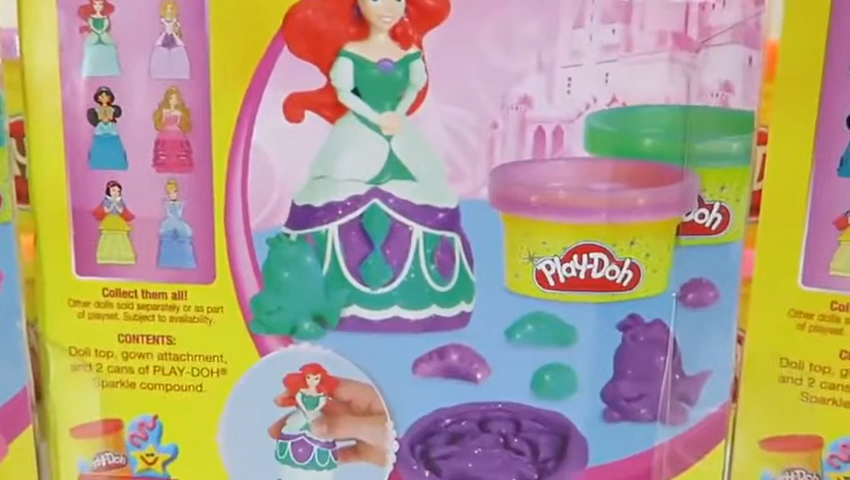 Collect them all!
Other dolls sold separately or as part
of playset. Subject to availability.
CONTENTS:
Doll top, gown attachment,
and 2 cans of PLAY-DOH®
Sparkle compound.
Play-Doh
Doh
Other dolls
of playset.
Doll top,
and 2 cans
Sparkle